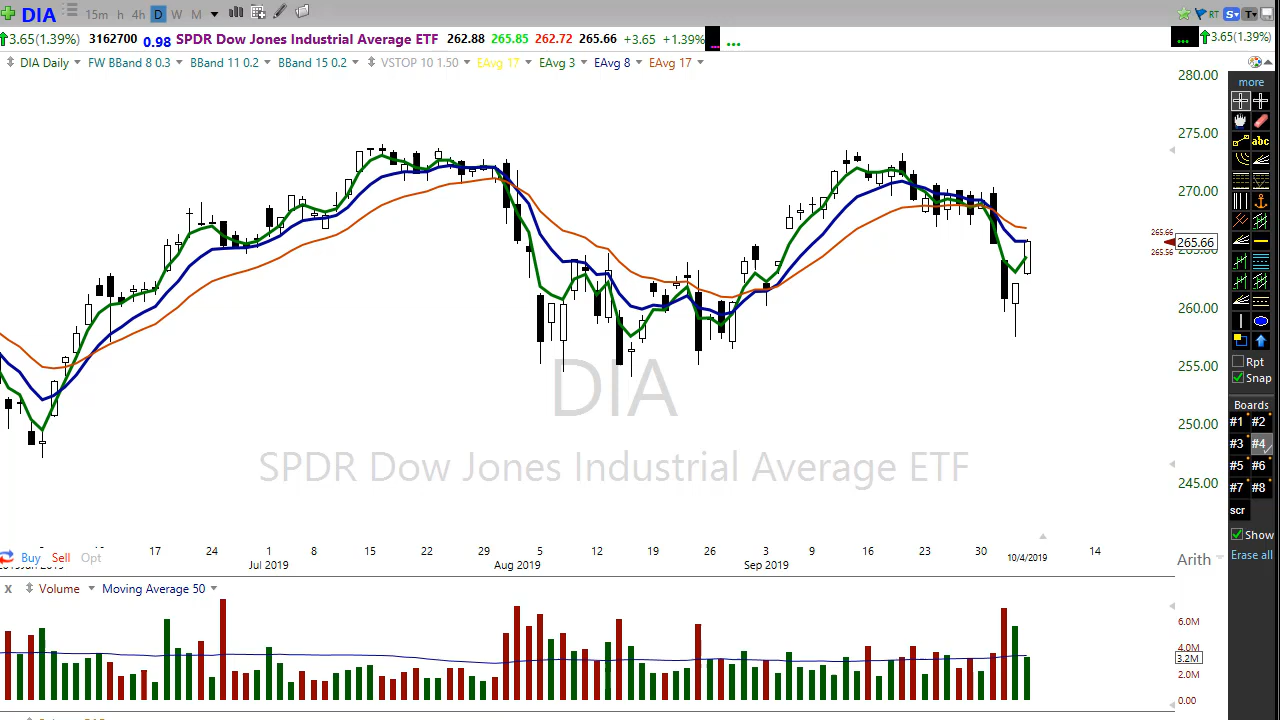 DIA 15m h 4h D W M RT S T
3.65(1.39%) 3162700 0.98 SPDR Dow Jones Industrial Average ETF 262.88 265.85 262.72 265.66 +3.65 +1.39% ... ... ... 3.65(1.39%)
DIA Daily FW BBand 8 0.3 BBand 11 0.2 BBand 15 0.2 VSTOP 10 1.50 EAvg 17 EAvg 3 EAvg 8 EAvg 17
280.00
more
275.00
abc
270.00
265.66
265.66
265.56
260.00
255.00
Rpt
Snap
DIA
Boards
#1 #2
250.00
#3 #4
SPDR Dow Jones Industrial Average ETF
#5 #6
245.00
#7 #8
scr
Show
17 24 1 8 15 22 29 5 12 19 26 3 9 16 23 30 14
Buy Sell Opt
10/4/2019
Arith
Erase all
Jul 2019 Aug 2019 Sep 2019
X Volume Moving Average 50
6.0M
4.0M
3.2M
2.0M
0.00